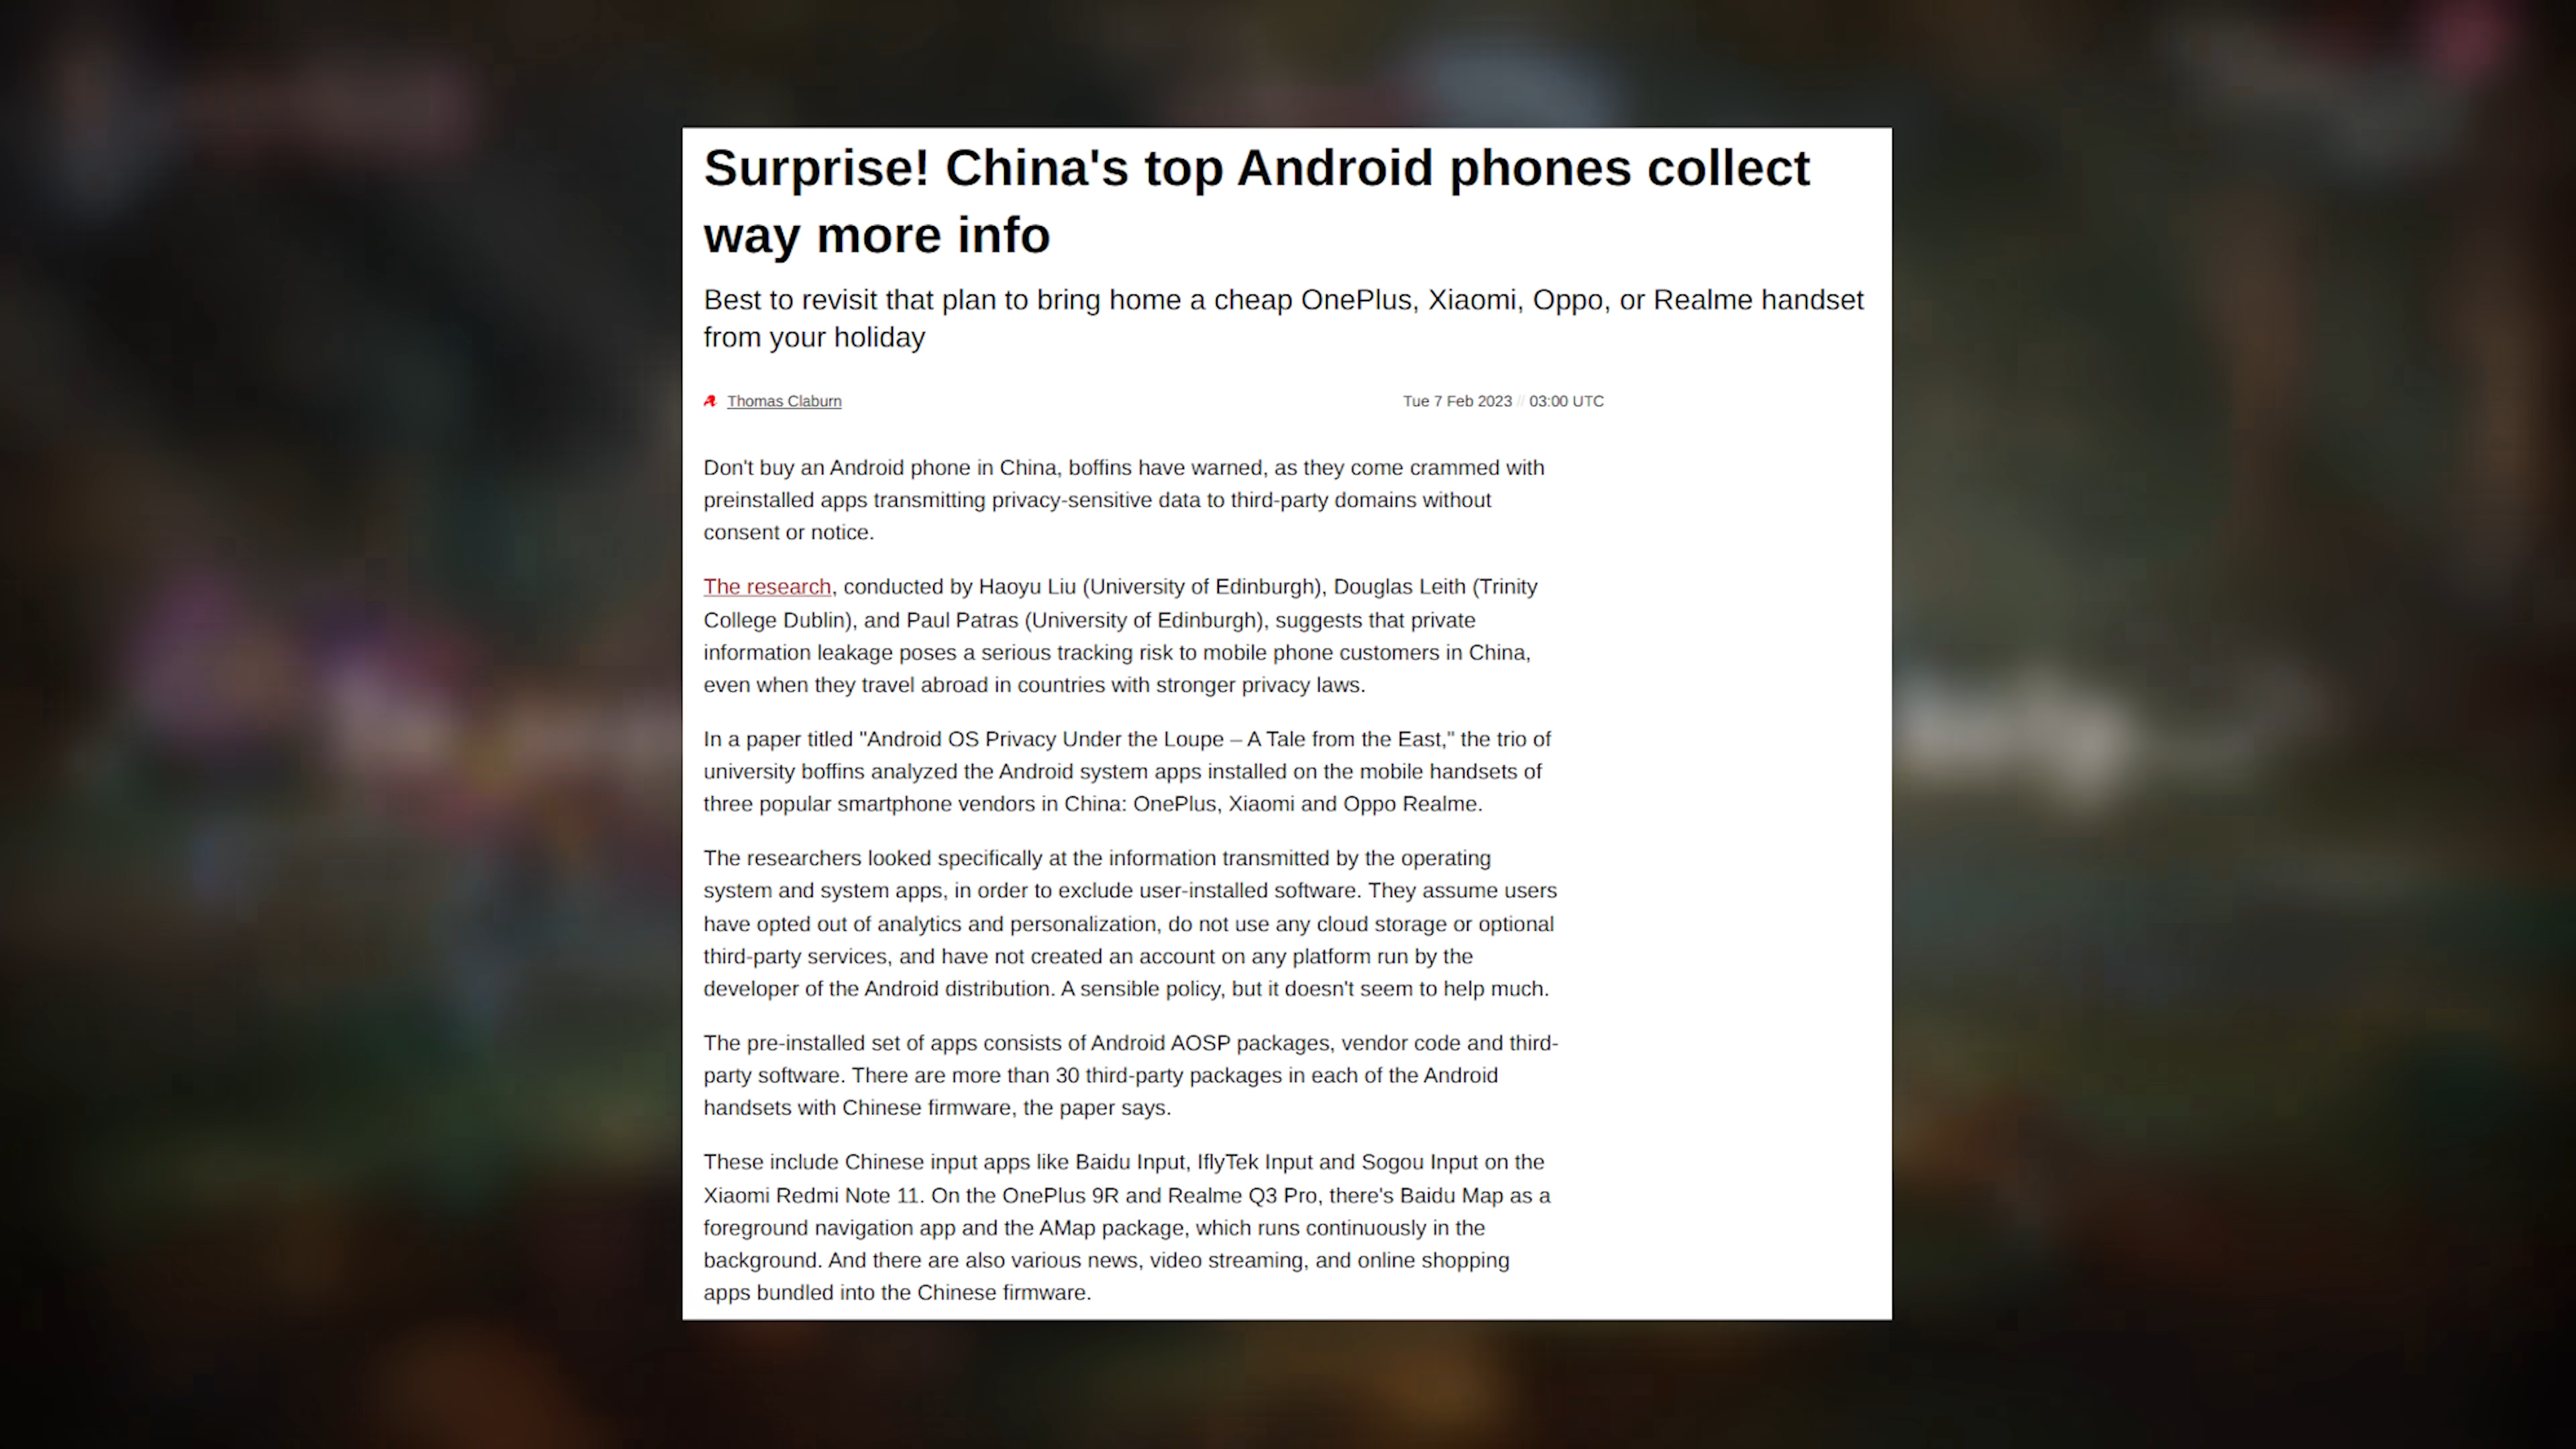 Surprise! China's top Android phones collect
way more info
Best to revisit that plan to bring home a cheap OnePlus, Xiaomi, Oppo, or Realme handset
from your holiday
Thomas Claburn
Tue 7 Feb 2023 // 03:00 UTC
Don't buy an Android phone in China, boffins have warned, as they come crammed with
preinstalled apps transmitting privacy-sensitive data to third-party domains without
consent or notice.
The research, conducted by Haoyu Liu (University of Edinburgh), Douglas Leith (Trinity
College Dublin), and Paul Patras (University of Edinburgh), suggests that private
information leakage poses a serious tracking risk to mobile phone customers in China,
even when they travel abroad in countries with stronger privacy laws.
In a paper titled "Android OS Privacy Under the Loupe – A Tale from the East," the trio of
university boffins analyzed the Android system apps installed on the mobile handsets of
three popular smartphone vendors in China: OnePlus, Xiaomi and Oppo Realme.
The researchers looked specifically at the information transmitted by the operating
system and system apps, in order to exclude user-installed software. They assume users
have opted out of analytics and personalization, do not use any cloud storage or optional
third-party services, and have not created an account on any platform run by the
developer of the Android distribution. A sensible policy, but it doesn't seem to help much.
The pre-installed set of apps consists of Android AOSP packages, vendor code and third-
party software. There are more than 30 third-party packages in each of the Android
handsets with Chinese firmware, the paper says.
These include Chinese input apps like Baidu Input, IflyTek Input and Sogou Input on the
Xiaomi Redmi Note 11. On the OnePlus 9R and Realme Q3 Pro, there's Baidu Map as a
foreground navigation app and the AMap package, which runs continuously in the
background. And there are also various news, video streaming, and online shopping
apps bundled into the Chinese firmware.